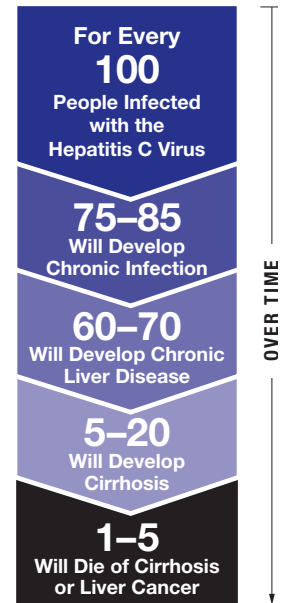 For Every
100
People Infected
with the
Hepatitis C Virus
75–85
Will Develop
Chronic Infection
60–70
Will Develop Chronic
Liver Disease
5–20
Will Develop
Cirrhosis
1–5
Will Die of Cirrhosis
or Liver Cancer
OVER TIME